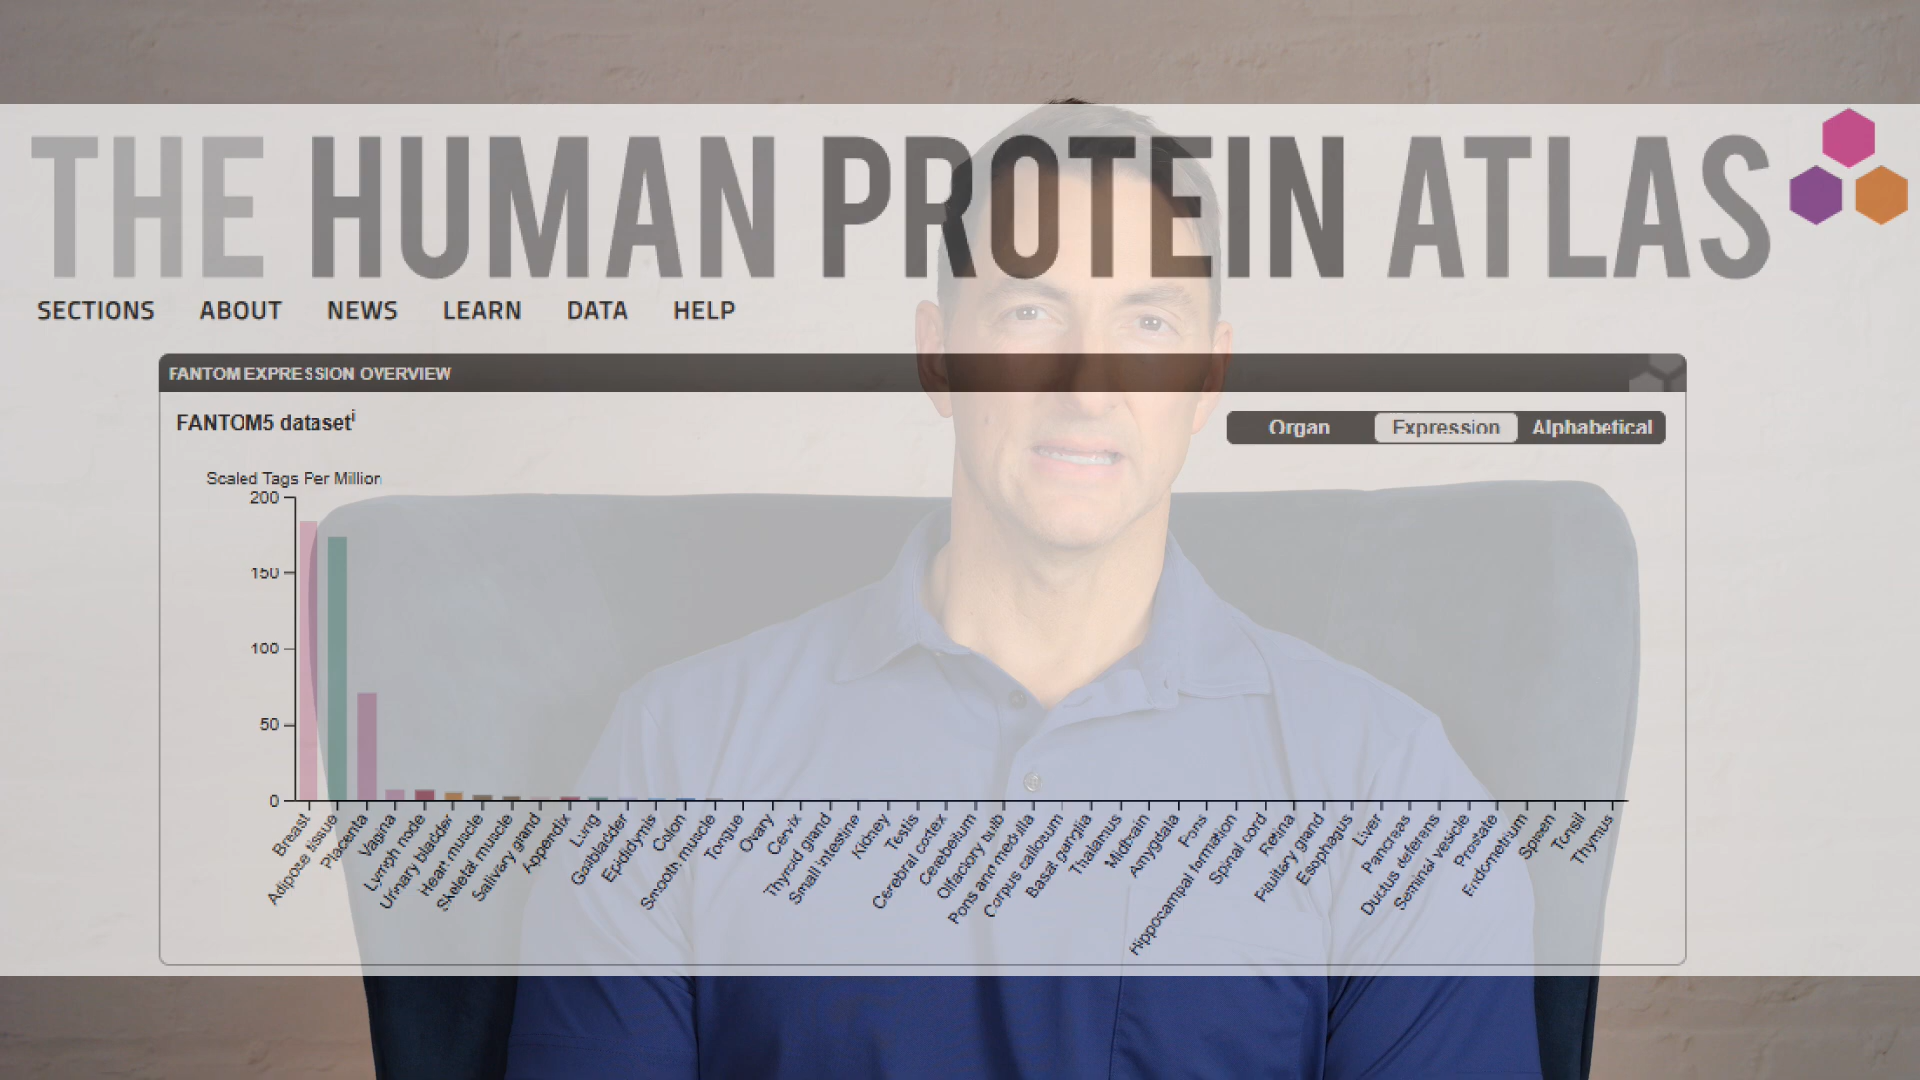 THE HUMAN PROTEIN ATLAS
SECTIONS ABOUT NEWS LEARN DATA HELP
FANTOM EXPRESSION OVERVIEW
FANTOM5 dataseti
Organ Expression Alphabetical
Scaled Tags Per Million
200
150
100
50
0
Breast
Adipose tissue
Placenta
Vagina
Lymph node
Urinary bladder
Heart muscle
Skeletal muscle
Salivary gland
Appendix
Lung
Gallbladder
Epididymis
Colon
Smooth muscle
Tongue
Ovary
Cervix
Thyroid gland
Small intestine
Kidney
Testis
Cerebral cortex
Cerebellum
Olfactory bulb
Pons and medulla
Corpus callosum
Basal ganglia
Thalamus
Midbrain
Amygdala
Pons
Hippocampal formation
Spinal cord
Retina
Pituitary gland
Esophagus
Liver
Pancreas
Ductus deferens
Seminal vesicle
Prostate
Endometrium
Spleen
Tonsil
Thymus